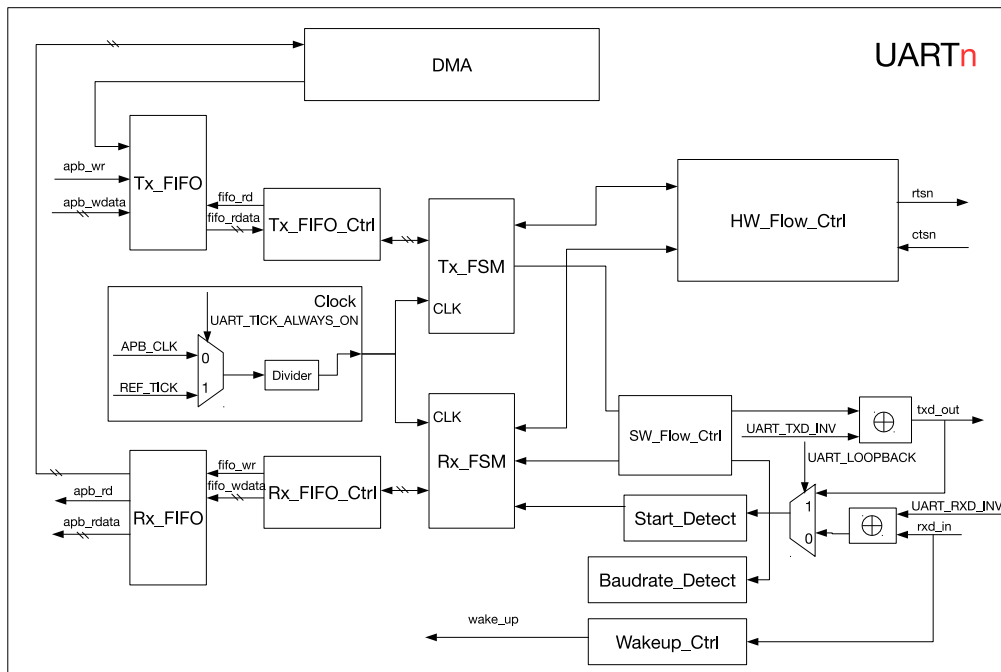 DMA
UARTn
apb_wr
apb_wdata
Tx_FIFO
fifo_rd
fifo_rdata
Tx_FIFO_Ctrl
Tx_FSM
CLK
HW_Flow_Ctrl
rtsn
ctsn
Clock
UART_TICK_ALWAYS_ON
APB_CLK
0
REF_TICK
1
Divider
CLK
Rx_FSM
SW_Flow_Ctrl
UART_TXD_INV
txd_out
UART_LOOPBACK
1
0
UART_RXD_INV
rxd_in
Start_Detect
Baudrate_Detect
Wakeup_Ctrl
wake_up
fifo_wr
fifo_wdata
Rx_FIFO_Ctrl
Rx_FIFO
apb_rd
apb_rdata